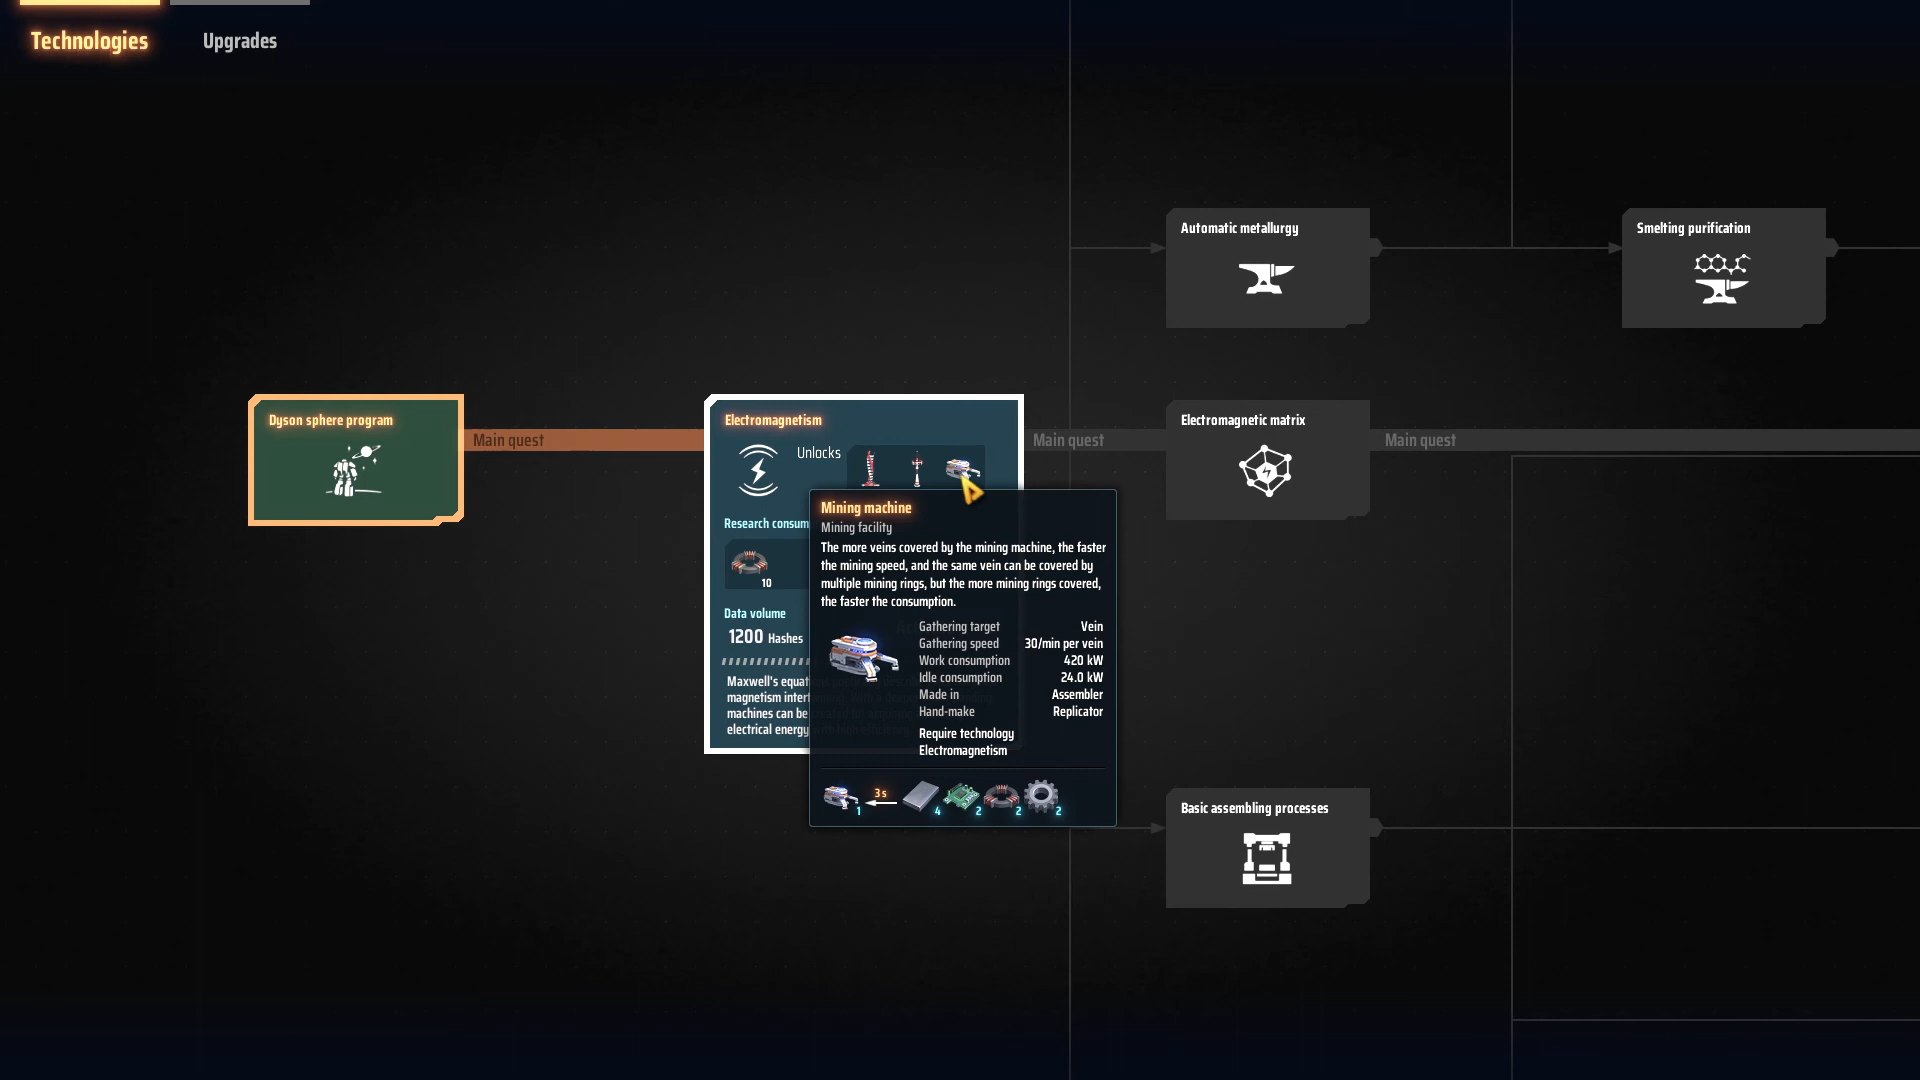 Technologies
Upgrades
Automatic metallurgy
Smelting purification
Dyson sphere program
Main quest
Electromagnetism
Unlocks
Main quest
Electromagnetic matrix
Main quest
Research consum
10
Data volume
1200 Hashes
Maxwell's equat
magnetism inter
machines can be
electrical energy
Mining machine
Mining facility
The more veins covered by the mining machine, the faster
the mining speed, and the same vein can be covered by
multiple mining rings, but the more mining rings covered,
the faster the consumption.
Gathering target Vein
Gathering speed 30/min per vein
Work consumption 420 kW
Idle consumption 24.0 kW
Made in Assembler
Hand-make Replicator
Require technology
Electromagnetism
1 3 s 4 2 2 2
Basic assembling processes